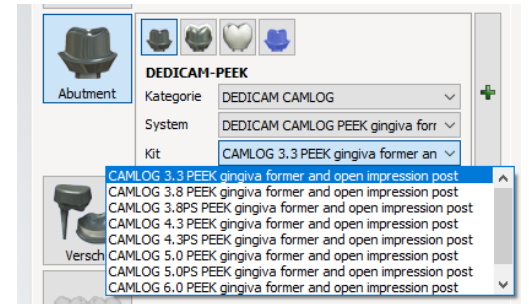 DEDICAM-PEEK
Abutment
Kategorie DEDICAM CAMLOG
System DEDICAM CAMLOG PEEK gingiva forr
Kit CAMLOG 3.3 PEEK gingiva former an
CAMLOG 3.3 PEEK gingiva former and open impression post
CAMLOG 3.8 PEEK gingiva former and open impression post
CAMLOG 3.8PS PEEK gingiva former and open impression post
CAMLOG 4.3 PEEK gingiva former and open impression post
CAMLOG 4.3PS PEEK gingiva former and open impression post
Versch
CAMLOG 5.0 PEEK gingiva former and open impression post
CAMLOG 5.0PS PEEK gingiva former and open impression post
CAMLOG 6.0 PEEK gingiva former and open impression post